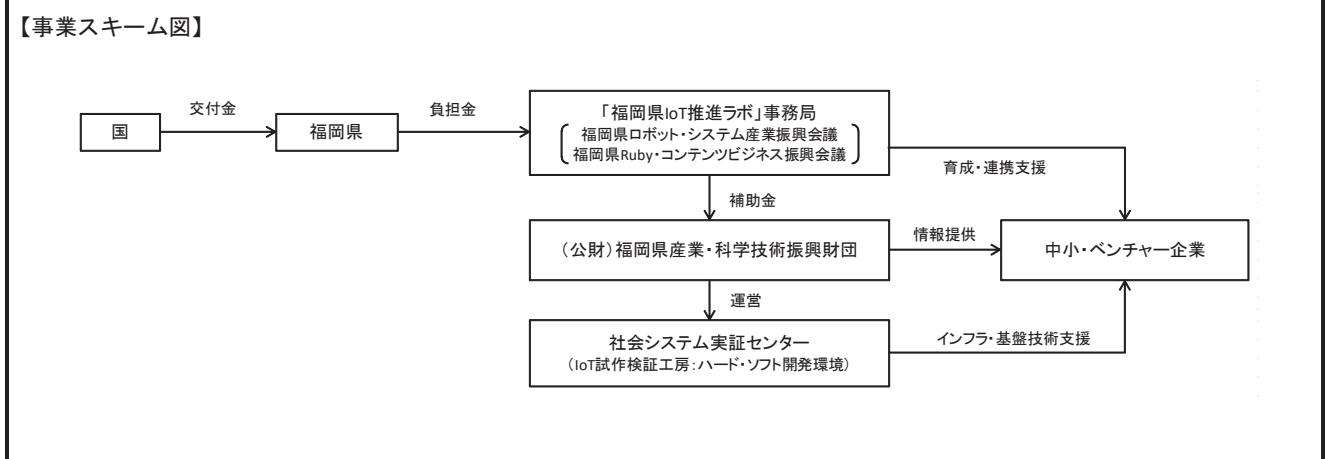 【事業スキーム図】
国
交付金
福岡県
負担金
「福岡県IoT推進ラボ」事務局
福岡県ロボット・システム産業振興会議
福岡県Ruby・コンテンツビジネス振興会議
育成・連携支援
補助金
（公財）福岡県産業・科学技術振興財団
情報提供
中小・ベンチャー企業
運営
社会システム実証センター
（IoT試作検証工房：ハード・ソフト開発環境）
インフラ・基盤技術支援